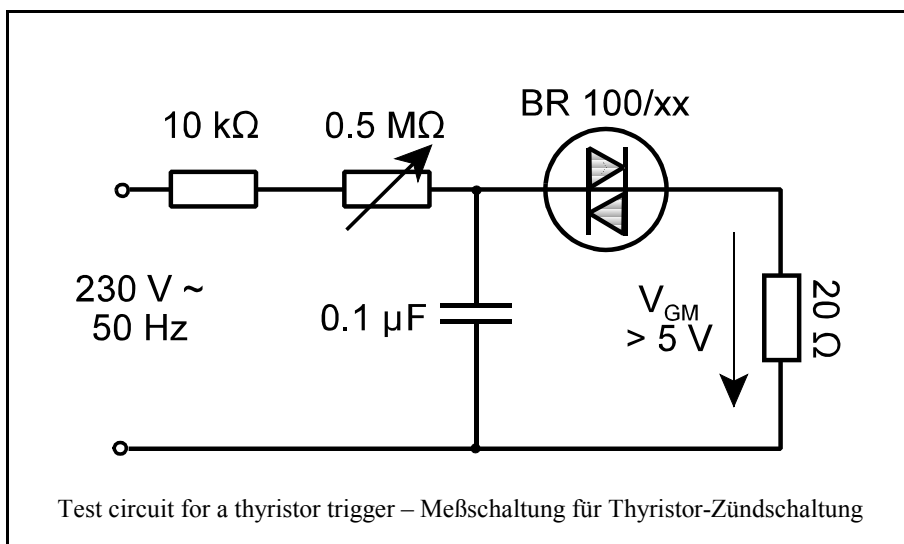 BR 100/xx
10 kΩ
0.5 MΩ
230 V ~
50 Hz
0.1 µF
V_GM
> 5 V
20 Ω
Test circuit for a thyristor trigger – Meßschaltung für Thyristor-Zündschaltung